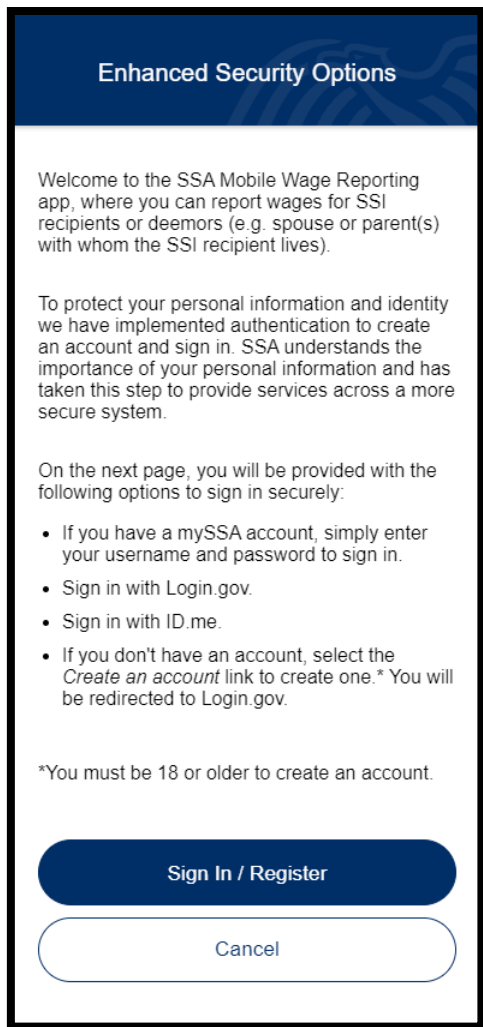 Enhanced Security Options
Welcome to the SSA Mobile Wage Reporting
app, where you can report wages for SSI
recipients or deemors (e.g. spouse or parent(s)
with whom the SSI recipient lives).
To protect your personal information and identity
we have implemented authentication to create
an account and sign in. SSA understands the
importance of your personal information and has
taken this step to provide services across a more
secure system.
On the next page, you will be provided with the
following options to sign in securely:
• If you have a mySSA account, simply enter
your username and password to sign in.
• Sign in with Login.gov.
• Sign in with ID.me.
• If you don't have an account, select the
Create an account link to create one.* You will
be redirected to Login.gov.
*You must be 18 or older to create an account.
Sign In / Register
Cancel